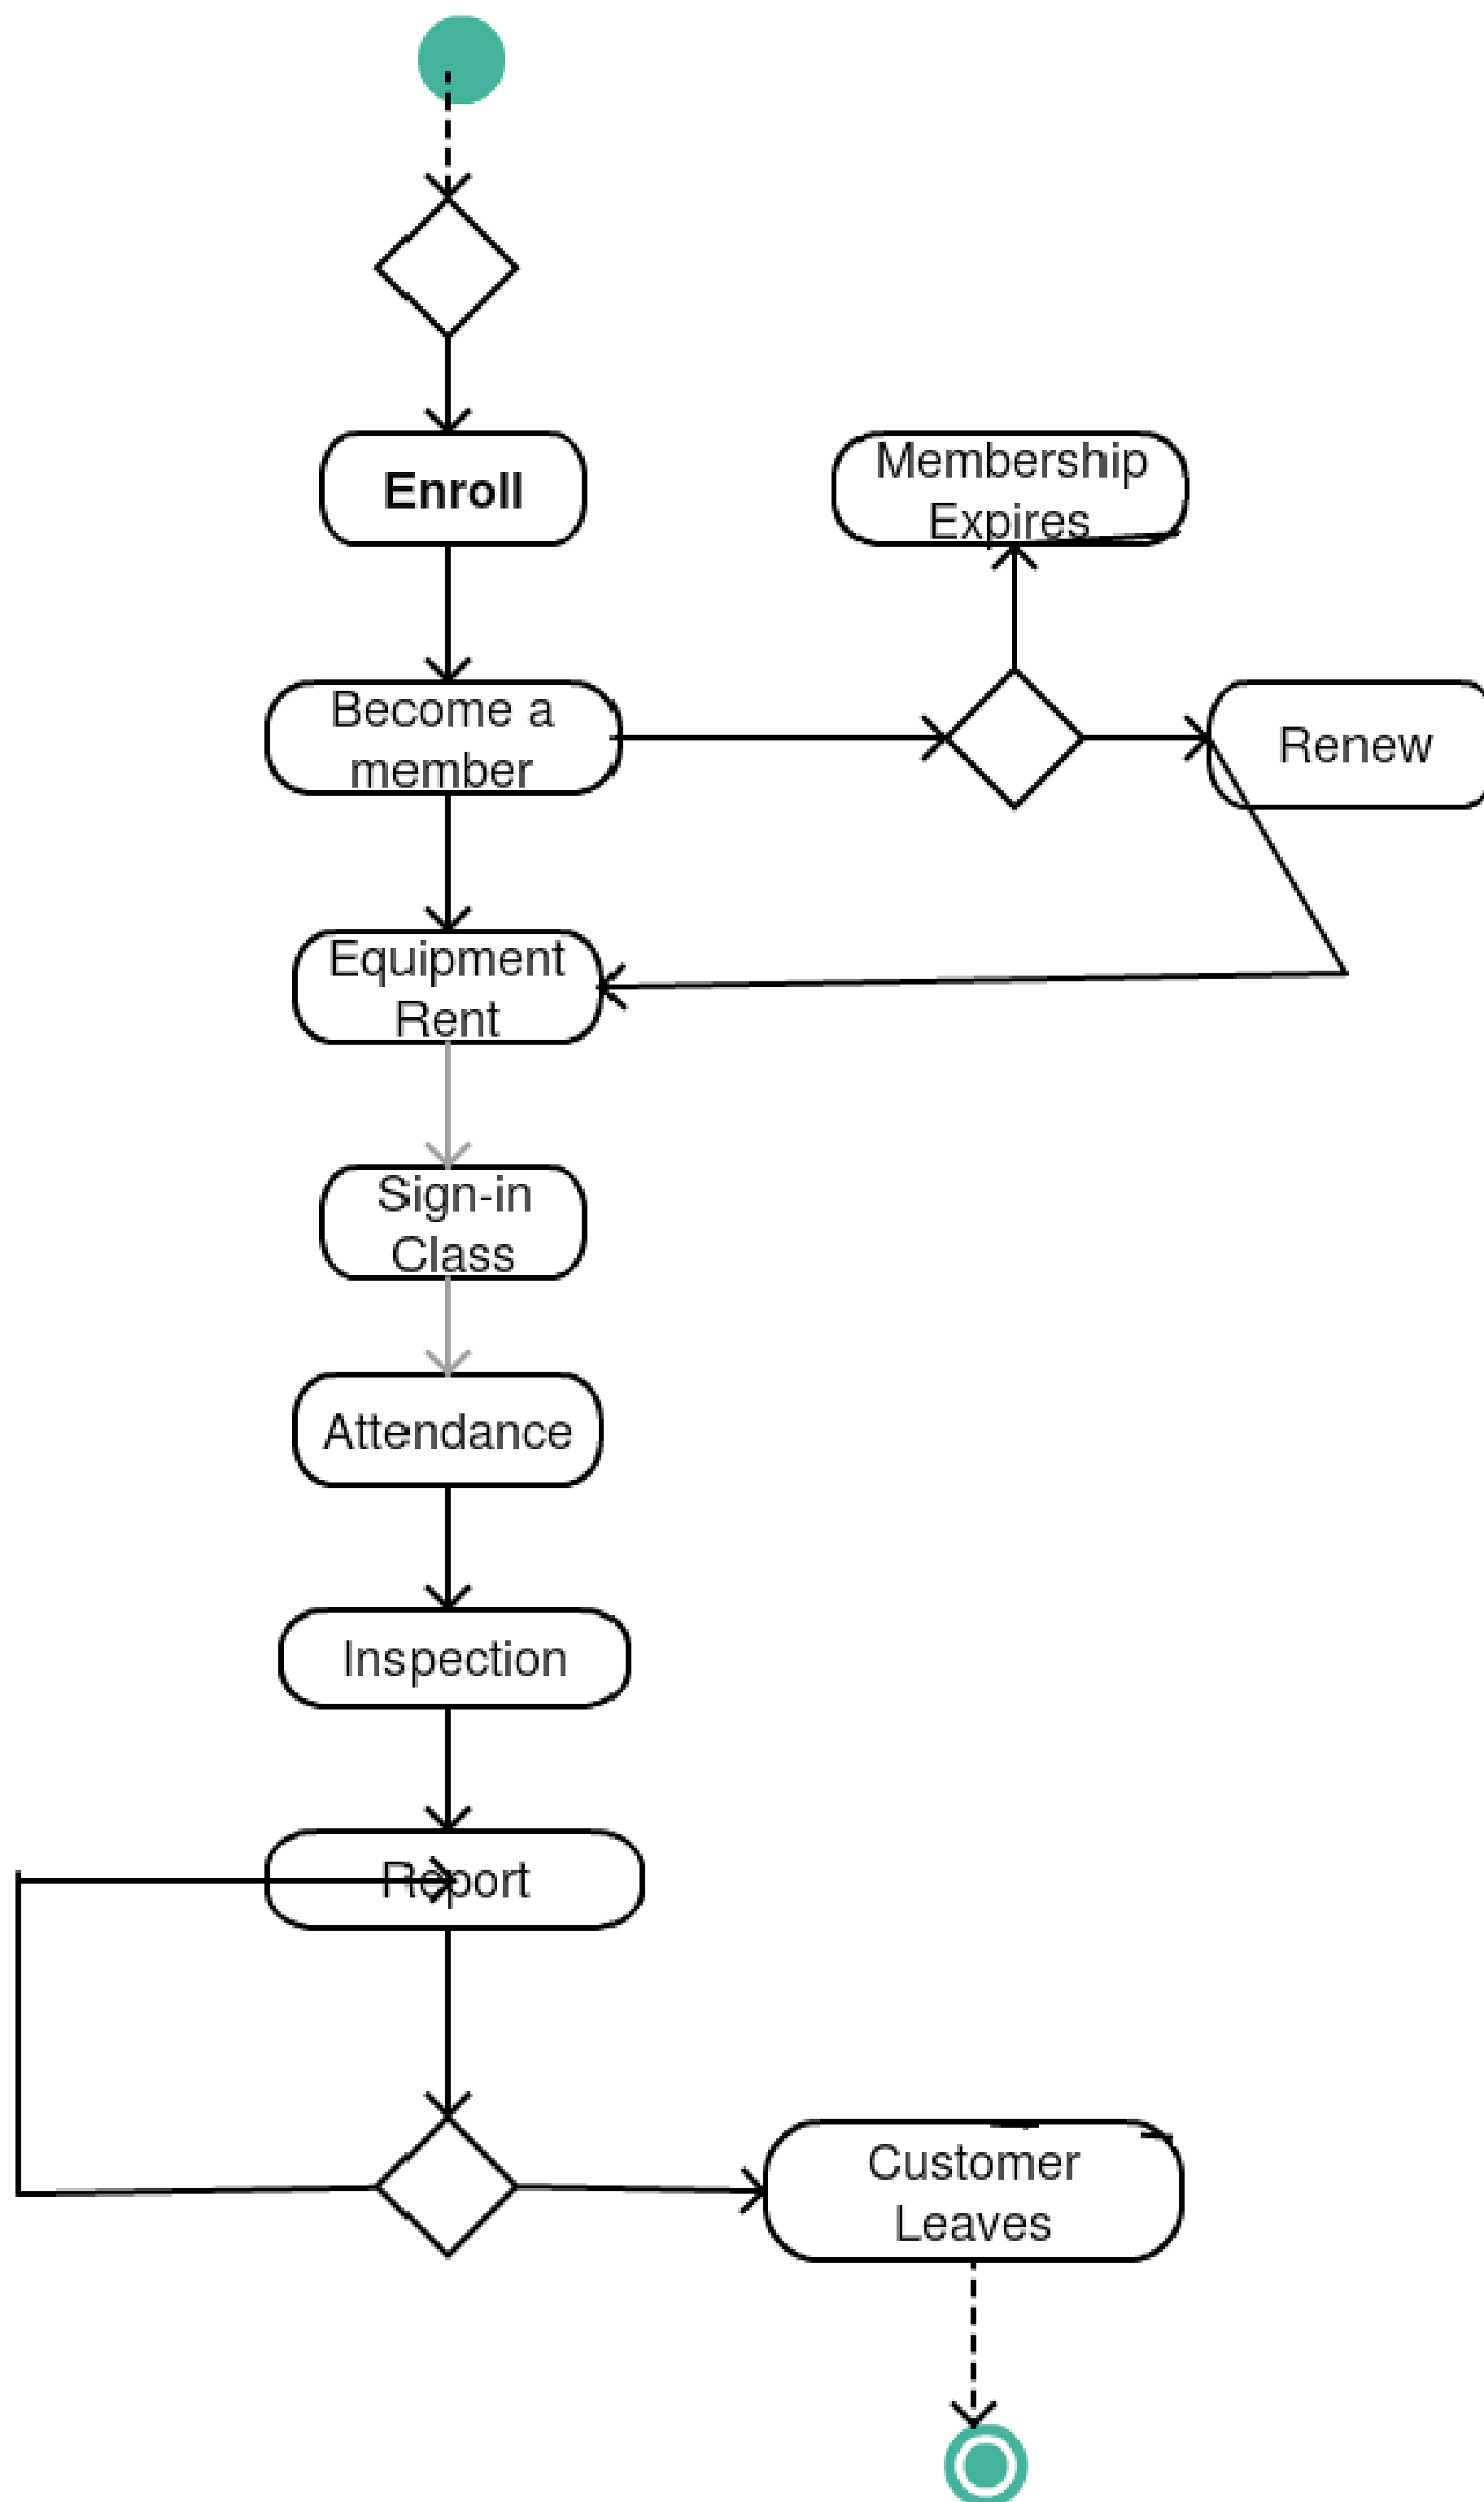 Enroll
Membership
Expires
Become a
member
Renew
Equipment
Rent
Sign-in
Class
Attendance
Inspection
Report
Customer
Leaves